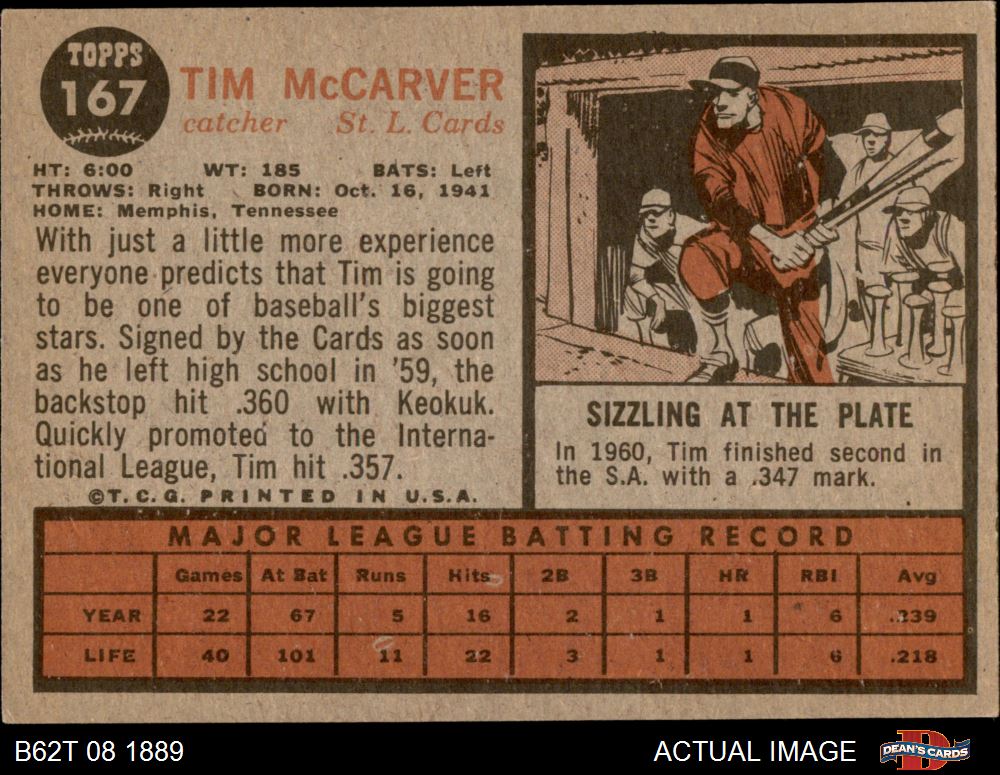 TOPPS
167
TIM McCARVER
catcher St. L. Cards
HT: 6:00 WT: 185 BATS: Left
THROWS: Right BORN: Oct. 16, 1941
HOME: Memphis, Tennessee
With just a little more experience
everyone predicts that Tim is going
to be one of baseball's biggest
stars. Signed by the Cards as soon
as he left high school in '59, the
backstop hit .360 with Keokuk.
Quickly promoted to the Interna-
tional League, Tim hit .357.
©T.C.G. PRINTED IN U.S.A.
SIZZLING AT THE PLATE
In 1960, Tim finished second in
the S.A. with a .347 mark.
MAJOR LEAGUE BATTING RECORD
Games At Bat Runs Hits 2B 3B HR RBI Avg
YEAR 22 67 5 16 2 1 1 6 .239
LIFE 40 101 11 22 3 1 1 6 .218
B62T 08 1889 ACTUAL IMAGE DEAN'S CARDS